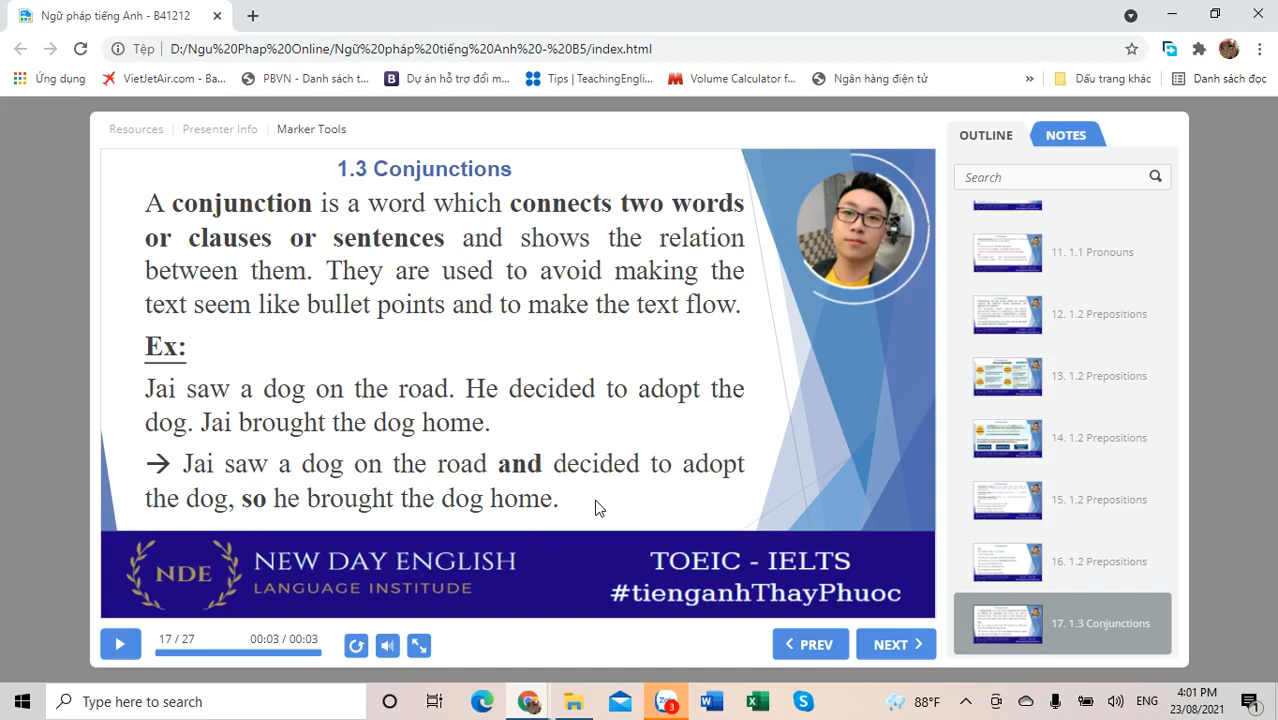 Ngữ pháp tiếng Anh - B41212
Tệp
D:/Ngu%20Phap%20Online/Ngữ%20pháp%20tiếng%20Anh%20-%20B5/index.html
Ứng dụng
VietJetAir.com - Ba...
PBVN - Danh sách t...
Dự án hỗ trợ đổi m...
Tips | TeachingEngli...
Volume Calculator f...
Ngân hàng điện tử
»
Dấu trang khác
Danh sách đọc
Resources | Presenter Info | Marker Tools
1.3 Conjunctions
A conjunction is a word which connects two words
or clauses or sentences and shows the relation
between them. They are used to avoid making the
text seem like bullet points and to make the text flow.
Ex:
Jai saw a dog on the road. He decided to adopt the
dog. Jai brought the dog home.
→ Jai saw a dog on the road and decided to adopt
the dog, so he brought the dog home.
NDE
NEW DAY ENGLISH
LANGUAGE INSTITUTE
TOEIC - IELTS
#tienganhThayPhuoc
17 / 27
00:03 / 00:03
PREV
NEXT
OUTLINE
NOTES
Search
11. 1.1 Pronouns
12. 1.2 Prepositions
13. 1.2 Prepositions
14. 1.2 Prepositions
15. 1.2 Prepositions
16. 1.2 Prepositions
17. 1.3 Conjunctions
Type here to search
3
88°F
ENG
4:01 PM
23/08/2021
1